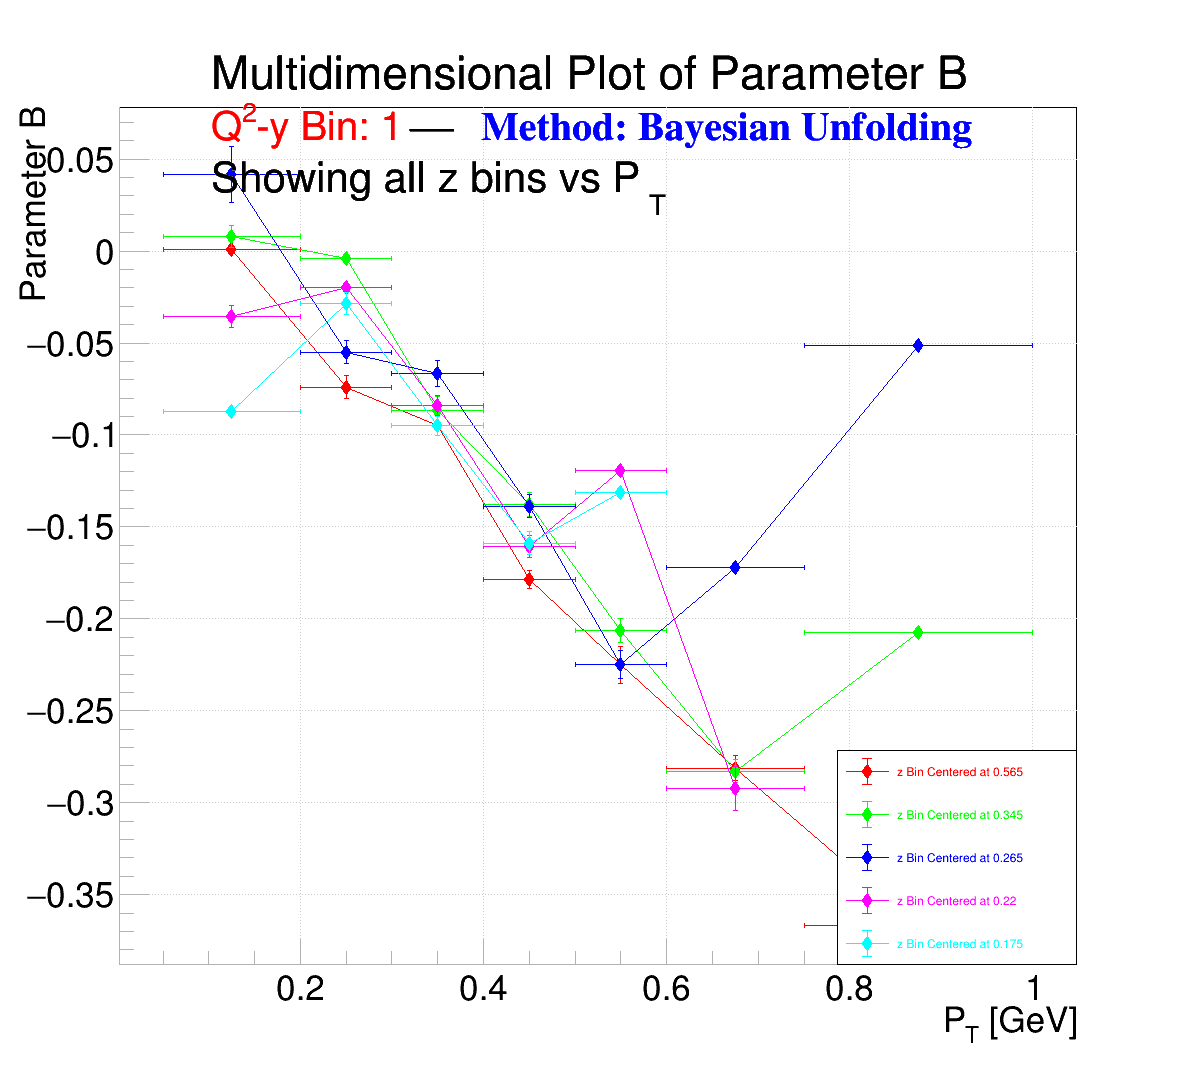 Multidimensional Plot of Parameter B
Q²-y Bin: 1 — Method: Bayesian Unfolding
Showing all z bins vs P_T
Parameter B
0.05
0
−0.05
−0.1
−0.15
−0.2
−0.25
−0.3
−0.35
z Bin Centered at 0.565
z Bin Centered at 0.345
z Bin Centered at 0.265
z Bin Centered at 0.22
z Bin Centered at 0.175
0.2 0.4 0.6 0.8 1
P_T [GeV]